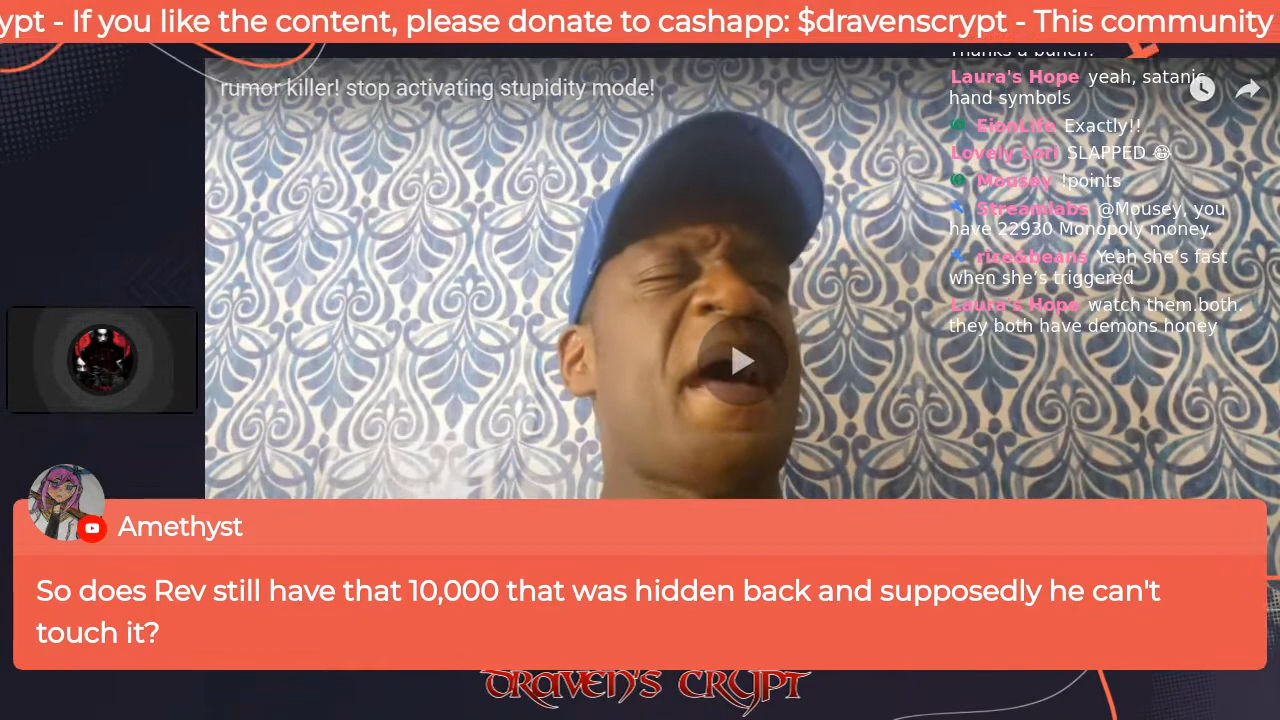 ypt - If you like the content, please donate to cashapp: $dravenscrypt - This community
rumor killer! stop activating stupidity mode!
Thanks a bunch!
Laura's Hope yeah, satanic
hand symbols
EionLife Exactly!!
Lovely Lori SLAPPED 😂
Mousey !points
Streamlabs @Mousey, you
have 22930 Monopoly money.
rice&beans Yeah she's fast
when she's triggered
Laura's Hope watch them.both.
they both have demons honey
Amethyst
So does Rev still have that 10,000 that was hidden back and supposedly he can't
touch it?
DRAVEN'S CRYPT